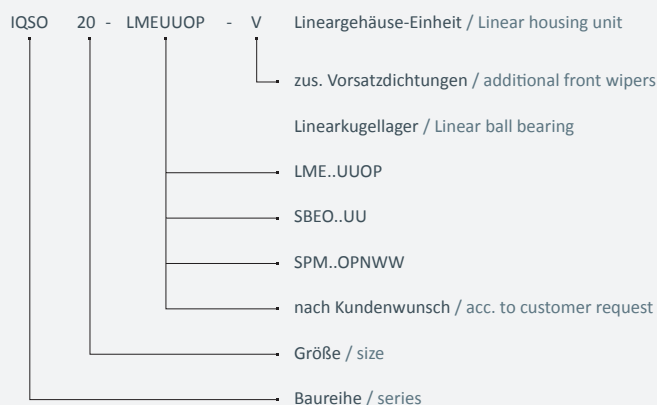 IQSO 20 - LMEUUOP - V Lineargehäuse-Einheit / Linear housing unit
zus. Vorsatzdichtungen / additional front wipers
Linearkugellager / Linear ball bearing
LME..UUOP
SBEO..UU
SPM..OPNWW
nach Kundenwunsch / acc. to customer request
Größe / size
Baureihe / series